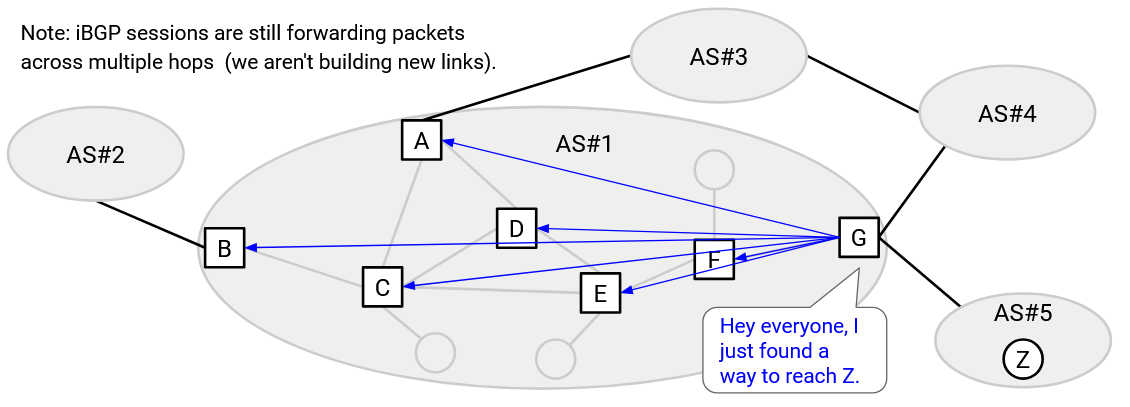 Note: iBGP sessions are still forwarding packets
across multiple hops  (we aren't building new links).
AS#3
AS#4
AS#2
A
AS#1
D
B
G
F
C
E
Hey everyone, I
just found a
way to reach Z.
AS#5
Z